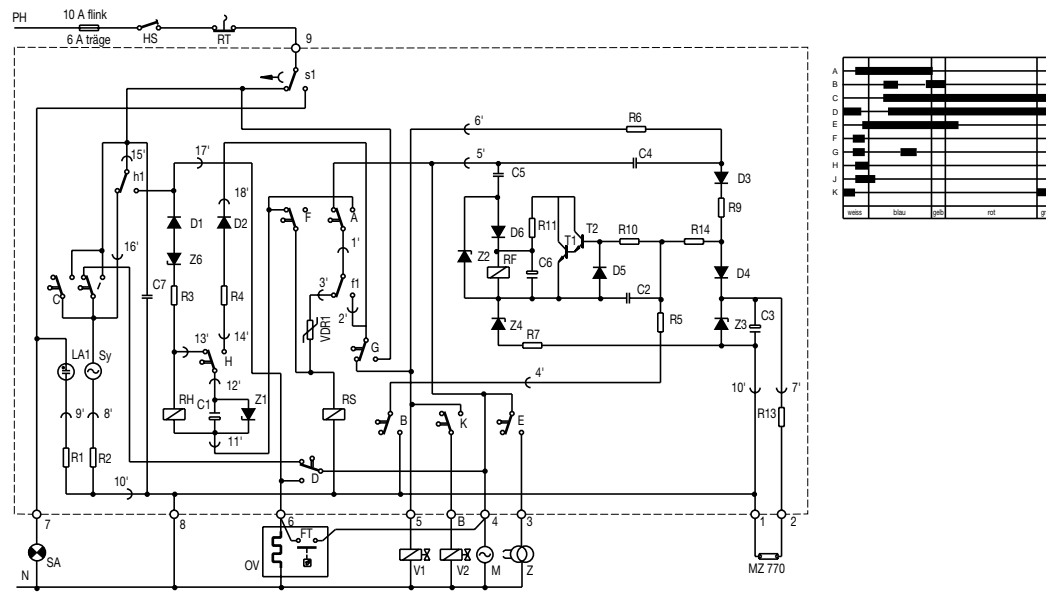 PH
10 A flink
6 A träge
HS
RT
9
s1
6'
R6
15'
17'
5'
C4
h1
C5
D3
18'
R9
D1
D2
F
A
R11
T2
R10
R14
D6
T1
16'
1'
Z2
RF
C6
D5
D4
Z6
C
C7
R3
R4
3'
f1
C2
2'
C3
VDR1
Z4
R5
Z3
13'
14'
G
R7
LA1
Sy
H
12'
4'
10'
7'
RH
C1
Z1
RS
9'
8'
B
K
E
R13
11'
R1
R2
D
10'
7
8
6
5
B
4
3
1
2
FT
SA
OV
V1
V2
M
Z
MZ 770
N
A
B
C
D
E
F
G
H
J
K
weiss
blau
gelb
rot
gr